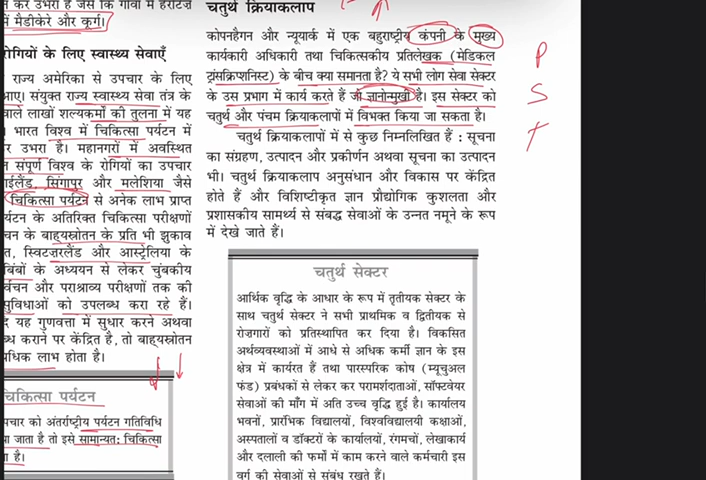 न कर उभरा है जैसे कि गोवा में हेरिटेज
में मैडीकेरे और कूर्ग।
रोगियों के लिए स्वास्थ्य सेवाएँ
राज्य अमेरिका से उपचार के लिए
आए। संयुक्त राज्य स्वास्थ्य सेवा तंत्र के
वाले लाखों शल्यकर्मों की तुलना में यह
भारत विश्व में चिकित्सा पर्यटन में
र उभरा है। महानगरों में अवस्थित
न संपूर्ण विश्व के रोगियों का उपचार
ाईलैंड, सिंगापुर और मलेशिया जैसे
चिकित्सा पर्यटन से अनेक लाभ प्राप्त
र्यटन के अतिरिक्त चिकित्सा परीक्षणों
चन के बाह्यस्रोतन के प्रति भी झुकाव
त, स्विटज़रलैंड और आस्ट्रेलिया के
बिंबों के अध्ययन से लेकर चुंबकीय
र्वचन और पराश्राव्य परीक्षणों तक की
सुविधाओं को उपलब्ध करा रहे हैं।
द यह गुणवत्ता में सुधार करने अथवा
ब्ध कराने पर केंद्रित है, तो बाह्यस्रोतन
धिक लाभ होता है।
चिकित्सा पर्यटन
पचार को अंतर्राष्ट्रीय पर्यटन गतिविधि
या जाता है तो इसे सामान्यत: चिकित्सा
ा है।
चतुर्थ क्रियाकलाप
कोपनहैगन और न्यूयार्क में एक बहुराष्ट्रीय कंपनी के मुख्य
कार्यकारी अधिकारी तथा चिकित्सकीय प्रतिलेखक (मेडिकल
ट्रांसक्रिप्शनिस्ट) के बीच क्या समानता है? ये सभी लोग सेवा सेक्टर
के उस प्रभाग में कार्य करते हैं जो ज्ञानोन्मुखी है। इस सेक्टर को
चतुर्थ और पंचम क्रियाकलापों में विभक्त किया जा सकता है।
चतुर्थ क्रियाकलापों में से कुछ निम्नलिखित हैं : सूचना
का संग्रहण, उत्पादन और प्रकीर्णन अथवा सूचना का उत्पादन
भी। चतुर्थ क्रियाकलाप अनुसंधान और विकास पर केंद्रित
होते हैं और विशिष्टीकृत ज्ञान प्रौद्योगिक कुशलता और
प्रशासकीय सामर्थ्य से संबद्ध सेवाओं के उन्नत नमूने के रूप
में देखे जाते हैं।
चतुर्थ सेक्टर
आर्थिक वृद्धि के आधार के रूप में तृतीयक सेक्टर के
साथ चतुर्थ सेक्टर ने सभी प्राथमिक व द्वितीयक से
रोज़गारों को प्रतिस्थापित कर दिया है। विकसित
अर्थव्यवस्थाओं में आधे से अधिक कर्मी ज्ञान के इस
क्षेत्र में कार्यरत हैं तथा पारस्परिक कोष (म्यूचुअल
फंड) प्रबंधकों से लेकर कर परामर्शदाताओं, सॉफ्टवेयर
सेवाओं की माँग में अति उच्च वृद्धि हुई है। कार्यालय
भवनों, प्रारंभिक विद्यालयों, विश्वविद्यालयी कक्षाओं,
अस्पतालों व डॉक्टरों के कार्यालयों, रंगमचों, लेखाकार्य
और दलाली की फर्मों में काम करने वाले कर्मचारी इस
वर्ग की सेवाओं से संबंध रखते हैं।
P
S
T